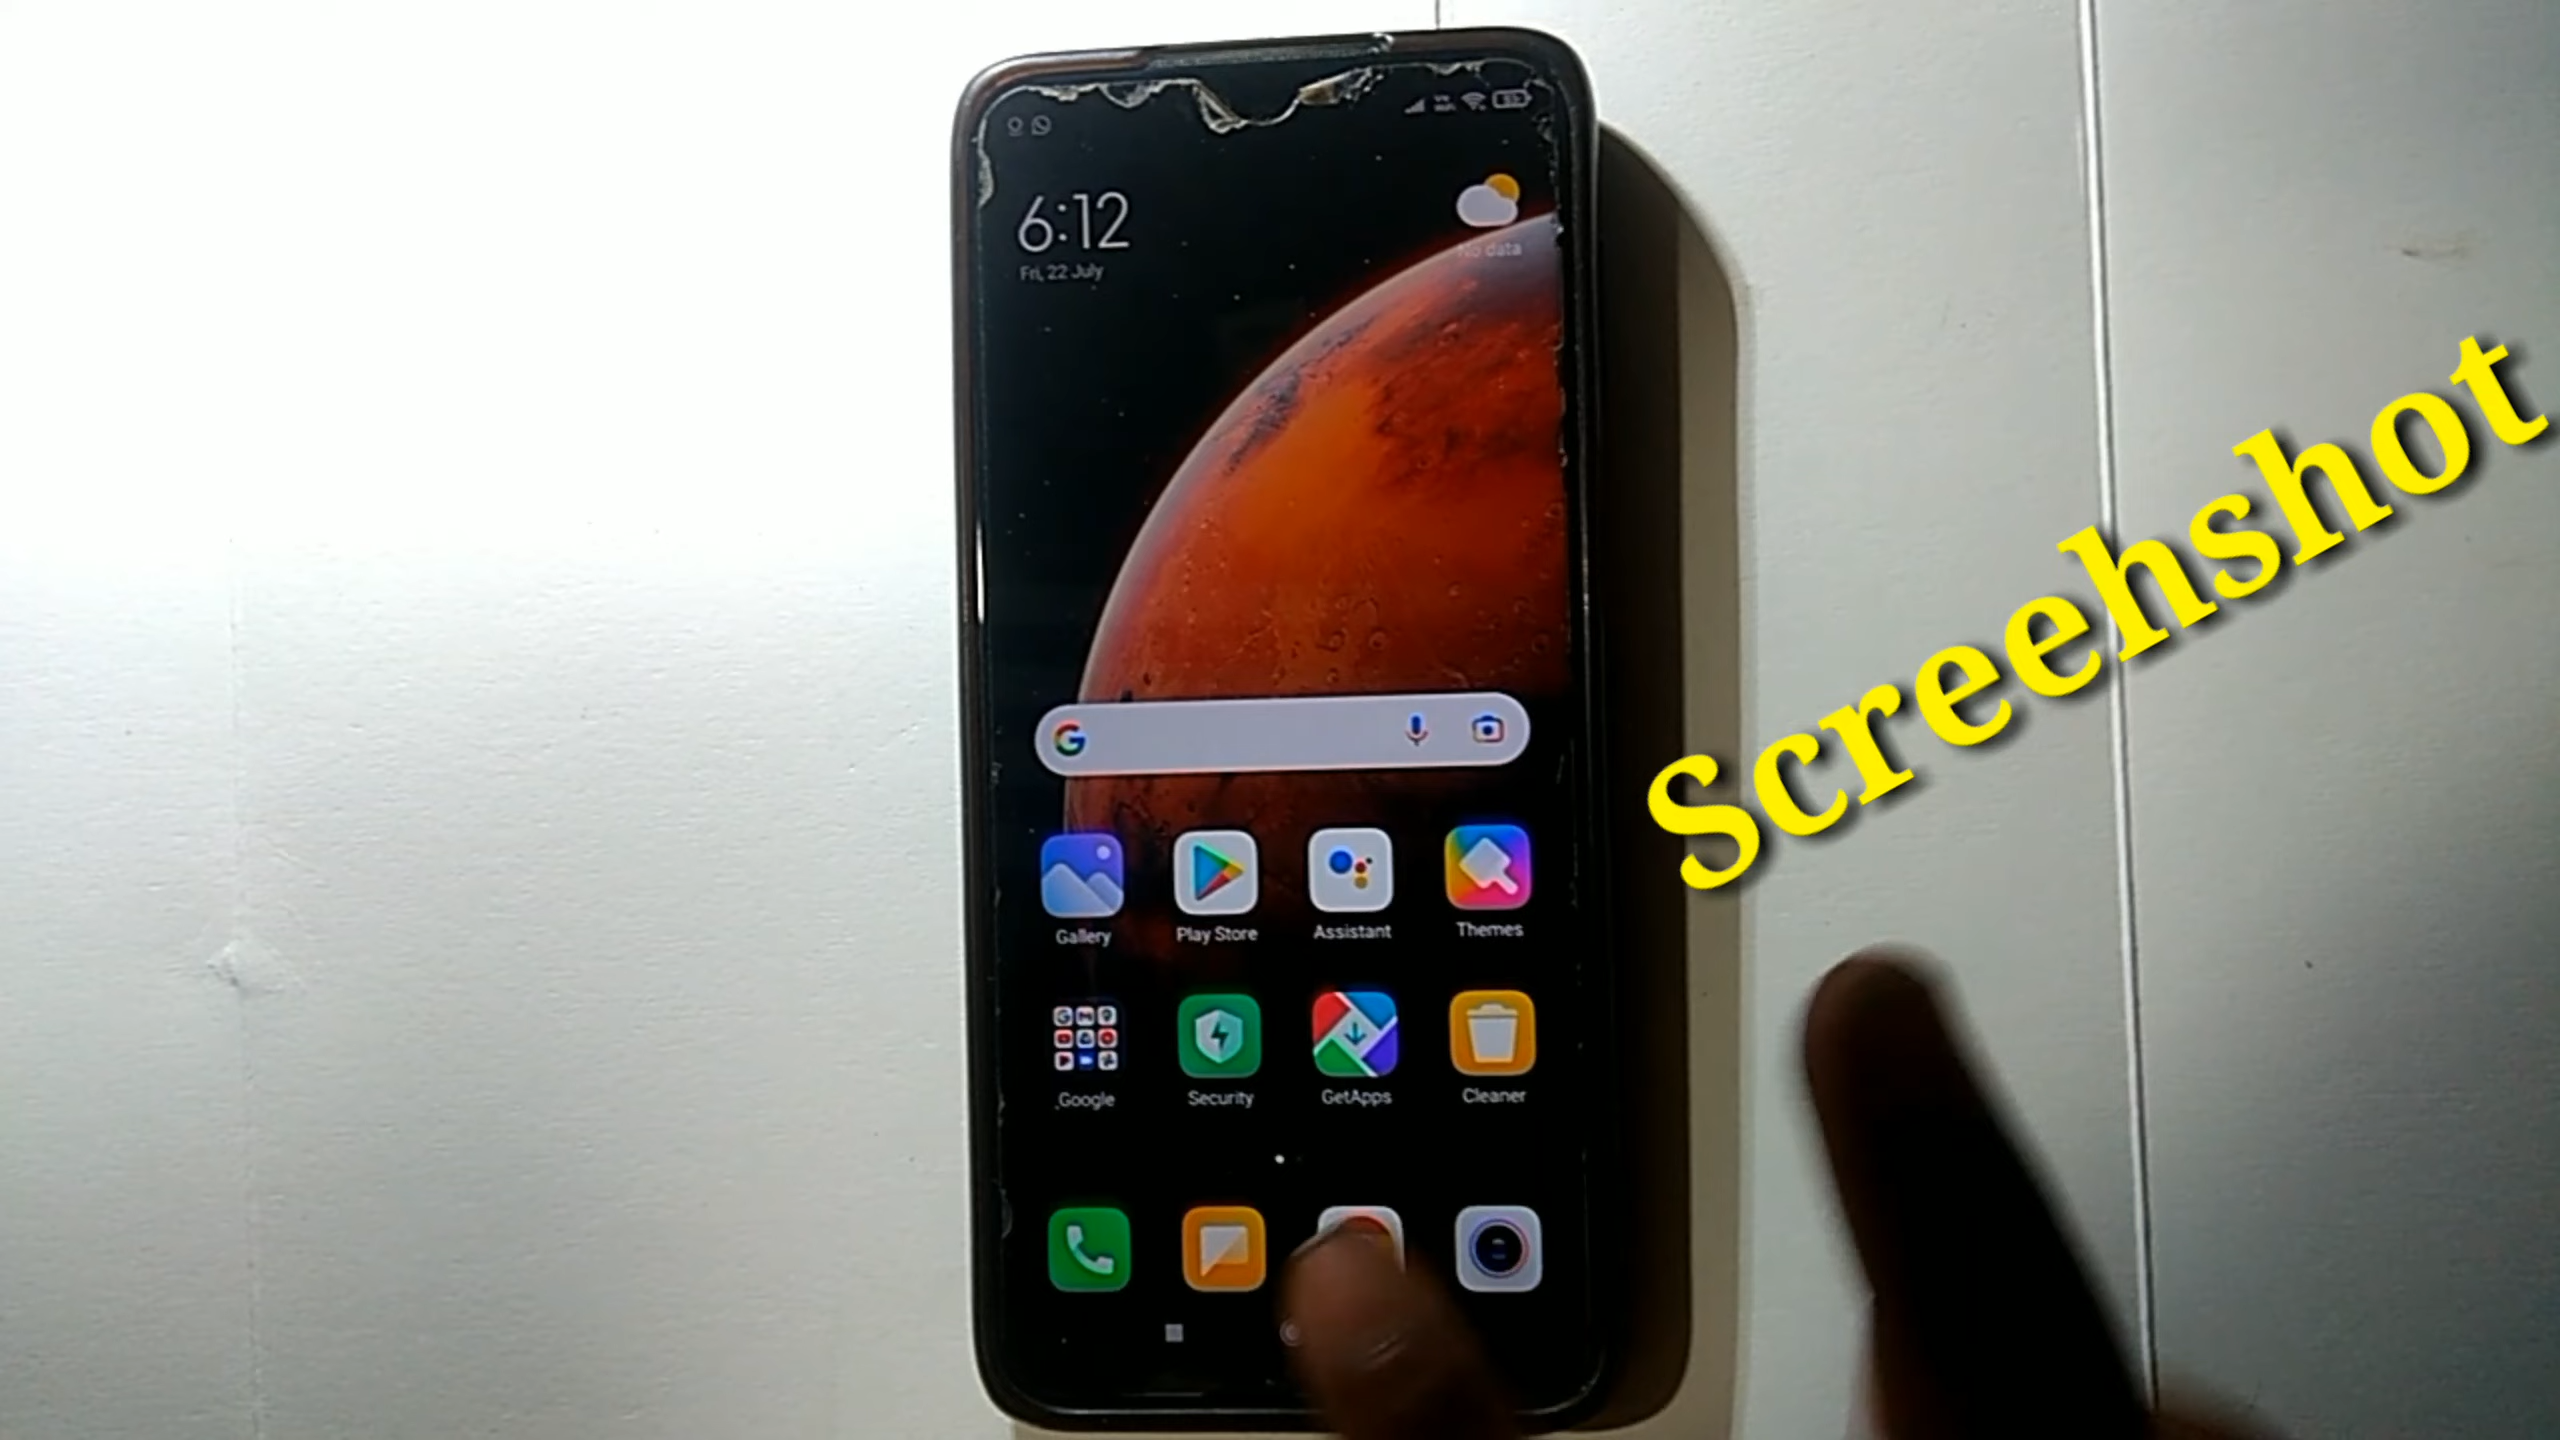 6:12
Fri, 22 July
No data
Screehshot
Gallery
Play Store
Assistant
Themes
Google
Security
GetApps
Cleaner